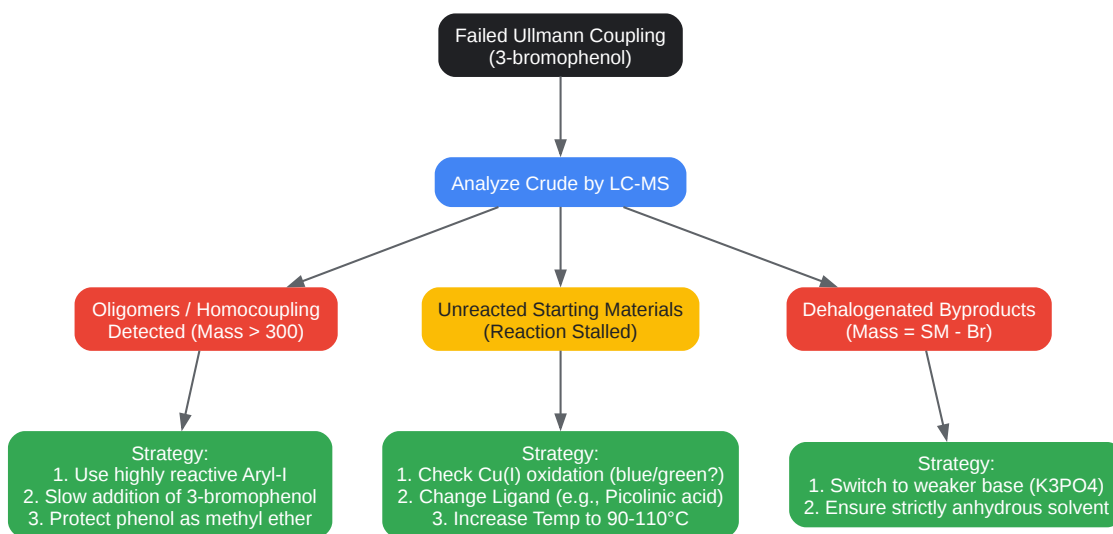 Failed Ullmann Coupling
(3-bromophenol)
Analyze Crude by LC-MS
Oligomers / Homocoupling
Detected (Mass > 300)
Unreacted Starting Materials
(Reaction Stalled)
Dehalogenated Byproducts
(Mass = SM - Br)
Strategy:
1. Use highly reactive Aryl-I
2. Slow addition of 3-bromophenol
3. Protect phenol as methyl ether
Strategy:
1. Check Cu(I) oxidation (blue/green?)
2. Change Ligand (e.g., Picolinic acid)
3. Increase Temp to 90-110°C
Strategy:
1. Switch to weaker base (K3PO4)
2. Ensure strictly anhydrous solvent